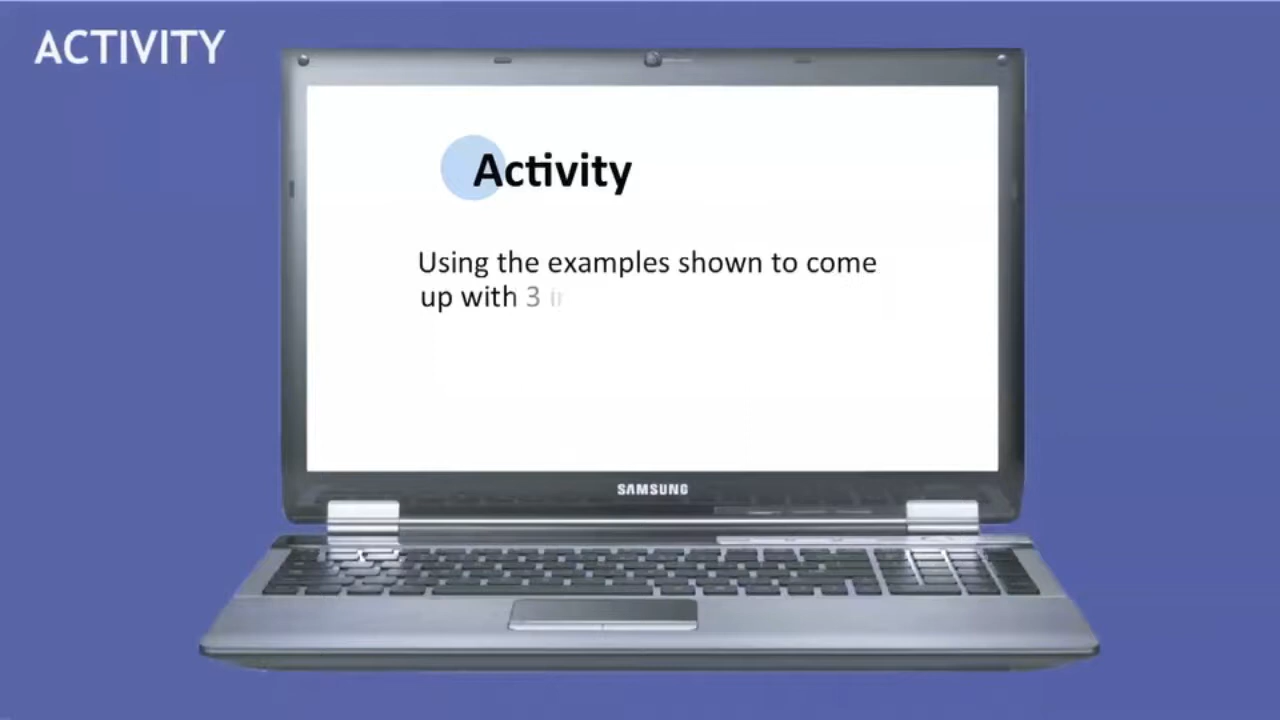 ACTIVITY
Activity
Using the examples shown to come
up with 3
SAMSUNG